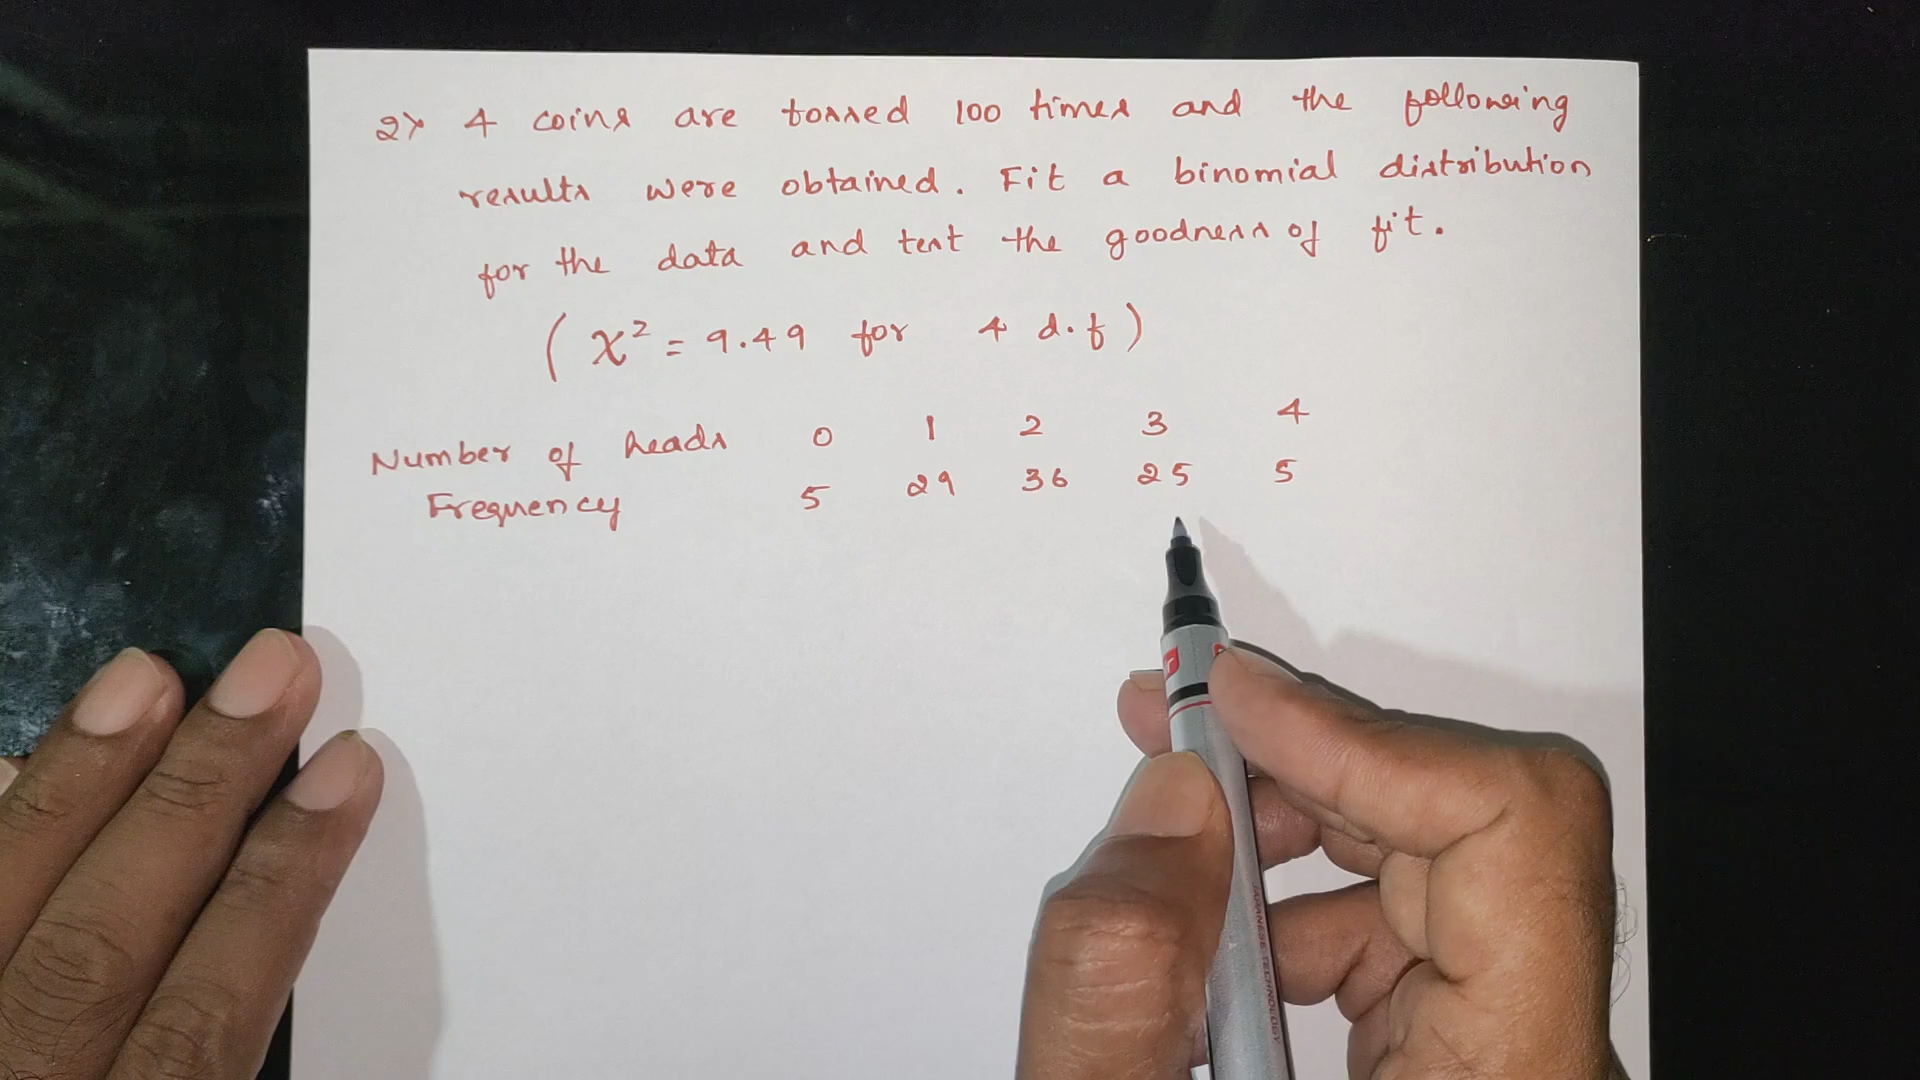 2) 4 coins are tossed 100 times and the following
results were obtained. Fit a binomial distribution
for the data and test the goodness of fit.
(χ² = 9.49 for 4 d.f)
Number of heads 0 1 2 3 4
Frequency 5 29 36 25 5
JAPANESE TECHNOLOGY